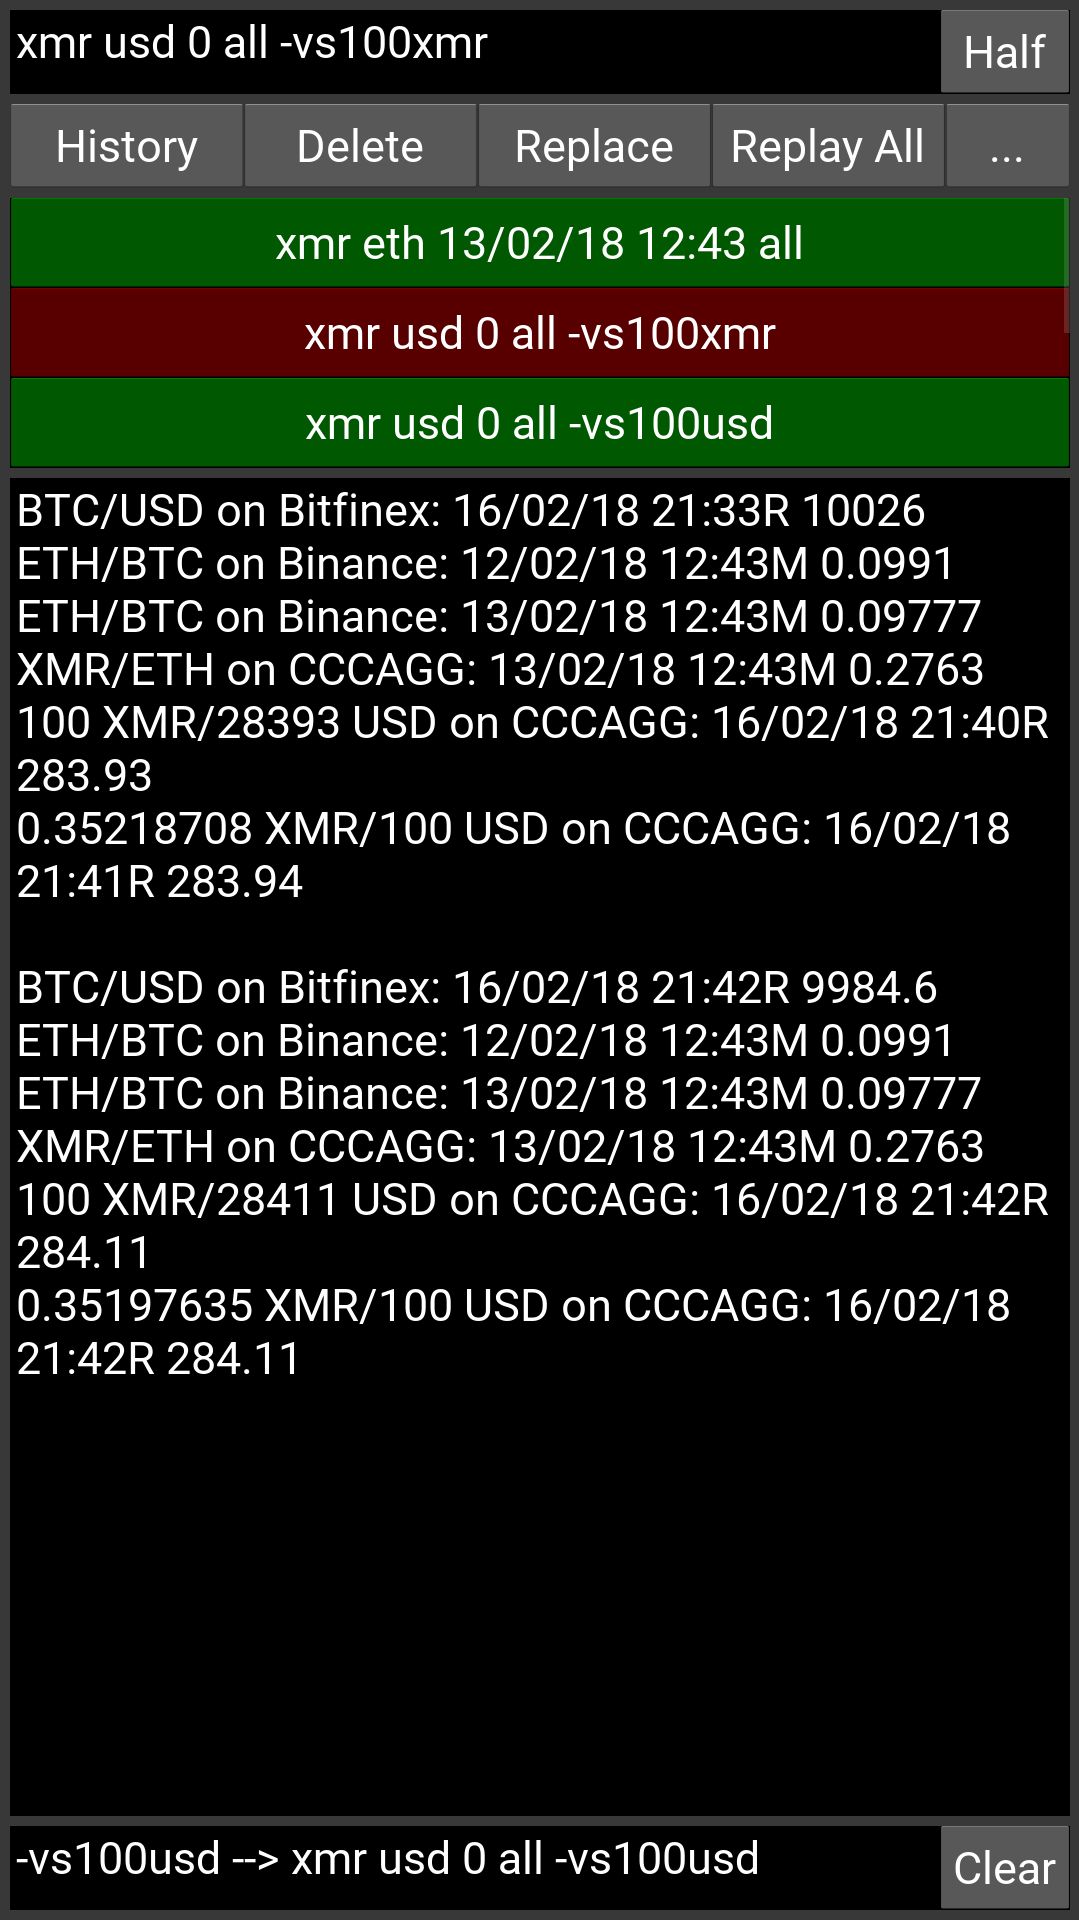 xmr usd 0 all -vs100xmr
Half
History
Delete
Replace
Replay All
...
xmr eth 13/02/18 12:43 all
xmr usd 0 all -vs100xmr
xmr usd 0 all -vs100usd
BTC/USD on Bitfinex: 16/02/18 21:33R 10026
ETH/BTC on Binance: 12/02/18 12:43M 0.0991
ETH/BTC on Binance: 13/02/18 12:43M 0.09777
XMR/ETH on CCCAGG: 13/02/18 12:43M 0.2763
100 XMR/28393 USD on CCCAGG: 16/02/18 21:40R
283.93
0.35218708 XMR/100 USD on CCCAGG: 16/02/18
21:41R 283.94
BTC/USD on Bitfinex: 16/02/18 21:42R 9984.6
ETH/BTC on Binance: 12/02/18 12:43M 0.0991
ETH/BTC on Binance: 13/02/18 12:43M 0.09777
XMR/ETH on CCCAGG: 13/02/18 12:43M 0.2763
100 XMR/28411 USD on CCCAGG: 16/02/18 21:42R
284.11
0.35197635 XMR/100 USD on CCCAGG: 16/02/18
21:42R 284.11
-vs100usd --> xmr usd 0 all -vs100usd
Clear